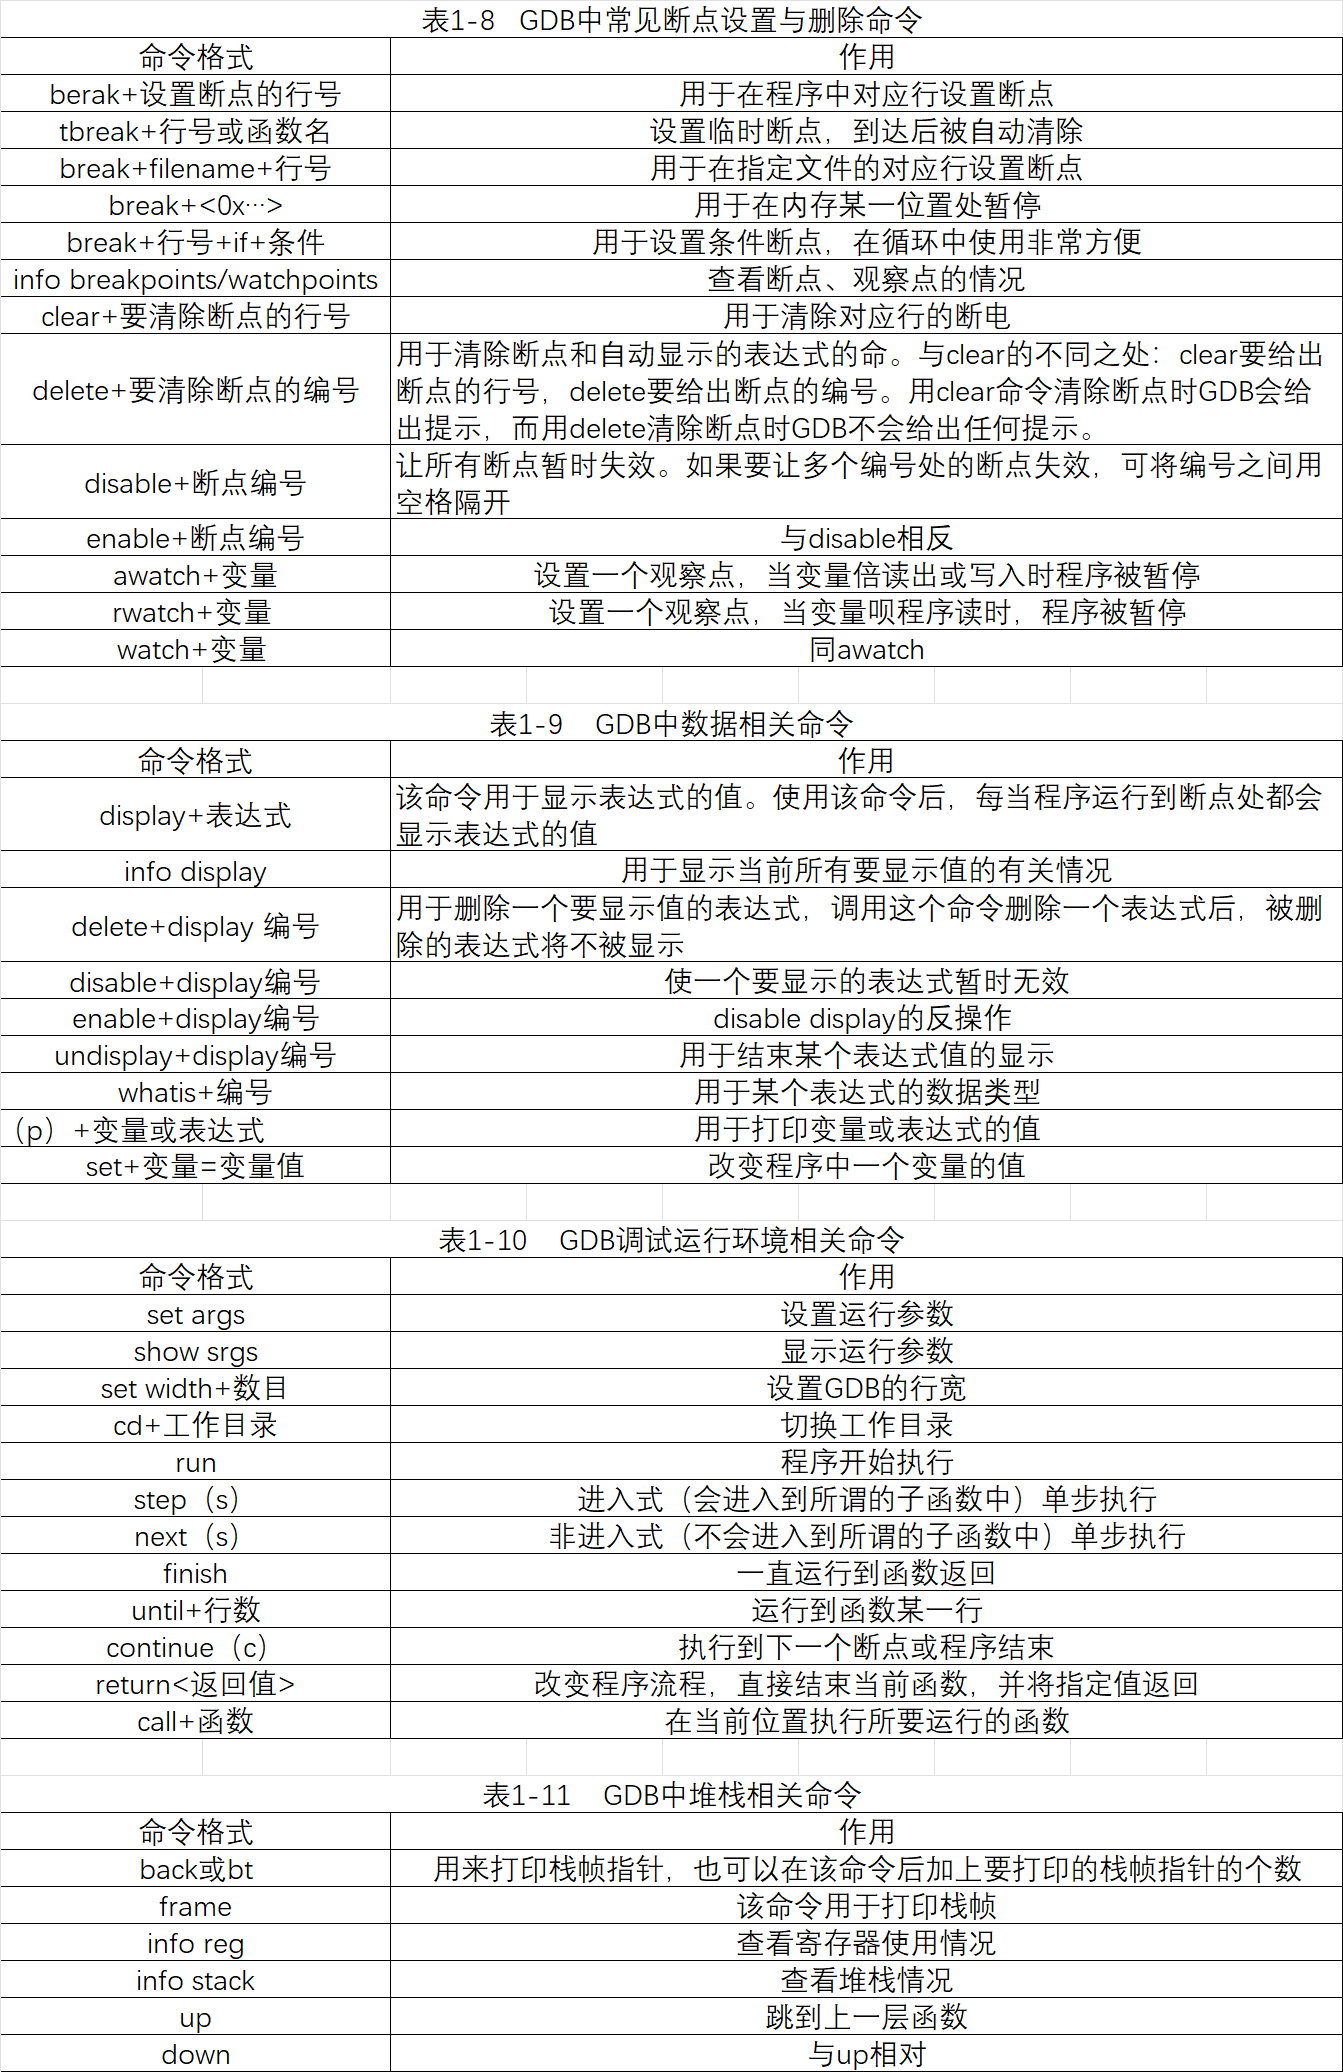 表1-8 GDB中常见断点设置与删除命令
命令格式 作用
berak+设置断点的行号 用于在程序中对应行设置断点
tbreak+行号或函数名 设置临时断点，到达后被自动清除
break+filename+行号 用于在指定文件的对应行设置断点
break+<0x…> 用于在内存某一位置处暂停
break+行号+if+条件 用于设置条件断点，在循环中使用非常方便
info breakpoints/watchpoints 查看断点、观察点的情况
clear+要清除断点的行号 用于清除对应行的断电
delete+要清除断点的编号 用于清除断点和自动显示的表达式的命。与clear的不同之处：clear要给出
断点的行号，delete要给出断点的编号。用clear命令清除断点时GDB会给
出提示，而用delete清除断点时GDB不会给出任何提示。
disable+断点编号 让所有断点暂时失效。如果要让多个编号处的断点失效，可将编号之间用
空格隔开
enable+断点编号 与disable相反
awatch+变量 设置一个观察点，当变量倍读出或写入时程序被暂停
rwatch+变量 设置一个观察点，当变量呗程序读时，程序被暂停
watch+变量 同awatch
表1-9 GDB中数据相关命令
命令格式 作用
display+表达式 该命令用于显示表达式的值。使用该命令后，每当程序运行到断点处都会
显示表达式的值
info display 用于显示当前所有要显示值的有关情况
delete+display 编号 用于删除一个要显示值的表达式，调用这个命令删除一个表达式后，被删
除的表达式将不被显示
disable+display编号 使一个要显示的表达式暂时无效
enable+display编号 disable display的反操作
undisplay+display编号 用于结束某个表达式值的显示
whatis+编号 用于某个表达式的数据类型
（p）+变量或表达式 用于打印变量或表达式的值
set+变量=变量值 改变程序中一个变量的值
表1-10 GDB调试运行环境相关命令
命令格式 作用
set args 设置运行参数
show srgs 显示运行参数
set width+数目 设置GDB的行宽
cd+工作目录 切换工作目录
run 程序开始执行
step（s） 进入式（会进入到所谓的子函数中）单步执行
next（s） 非进入式（不会进入到所谓的子函数中）单步执行
finish 一直运行到函数返回
until+行数 运行到函数某一行
continue（c） 执行到下一个断点或程序结束
return<返回值> 改变程序流程，直接结束当前函数，并将指定值返回
call+函数 在当前位置执行所要运行的函数
表1-11 GDB中堆栈相关命令
命令格式 作用
back或bt 用来打印栈帧指针，也可以在该命令后加上要打印的栈帧指针的个数
frame 该命令用于打印栈帧
info reg 查看寄存器使用情况
info stack 查看堆栈情况
up 跳到上一层函数
down 与up相对